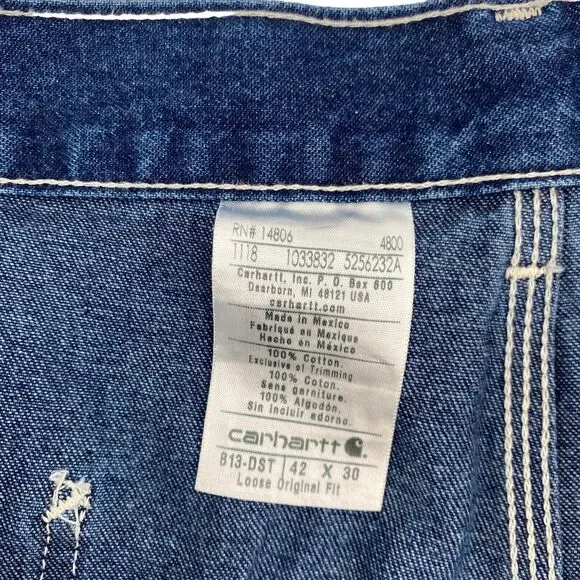 RN# 14806 4800
1118 1033832 5256232A
Carhartt, Inc. P. O. Box 600
Dearborn, MI 48121 USA
carhartt.com
Made in Mexico
Fabriqué au Mexique
Hecho en México
100% Cotton.
Exclusive of Trimming
100% Coton.
Sans garniture.
100% Algodón.
Sin Incluir adorno.
carhartt
B13-DST 42 X 30
Loose Original Fit